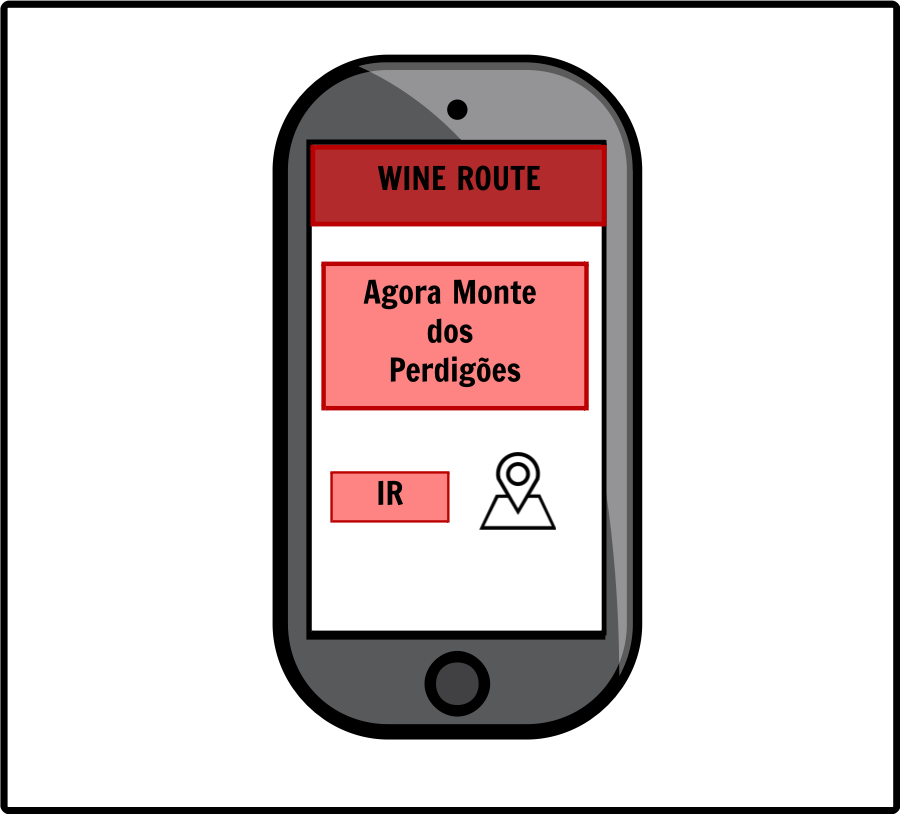 WINE ROUTE
Agora Monte
dos
Perdigões
IR